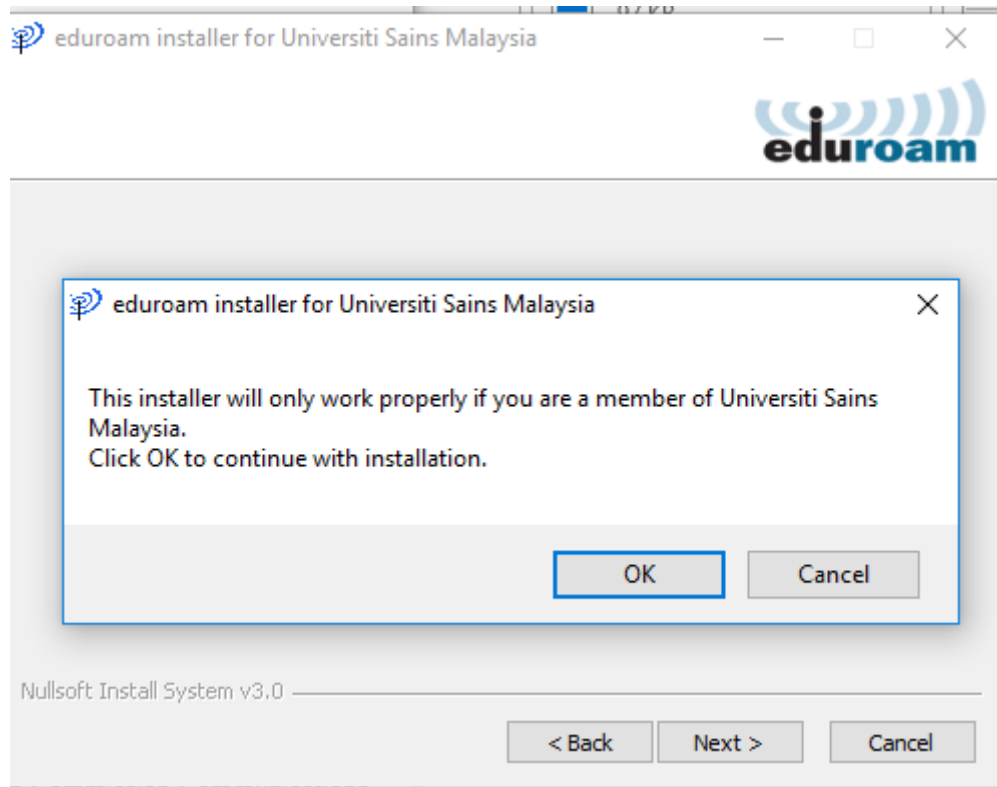 97 KB
eduroam installer for Universiti Sains Malaysia
eduroam
eduroam installer for Universiti Sains Malaysia
This installer will only work properly if you are a member of Universiti Sains
Malaysia.
Click OK to continue with installation.
OK Cancel
Nullsoft Install System v3.0
< Back Next > Cancel